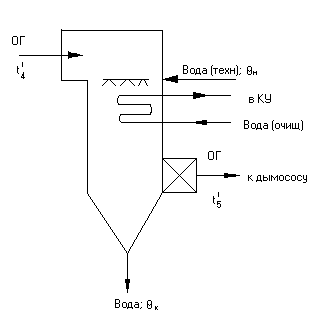 ОГ
t'4
Вода (техн); θн
в КУ
Вода (очищ)
ОГ
к дымососу
t'5
Вода; θк